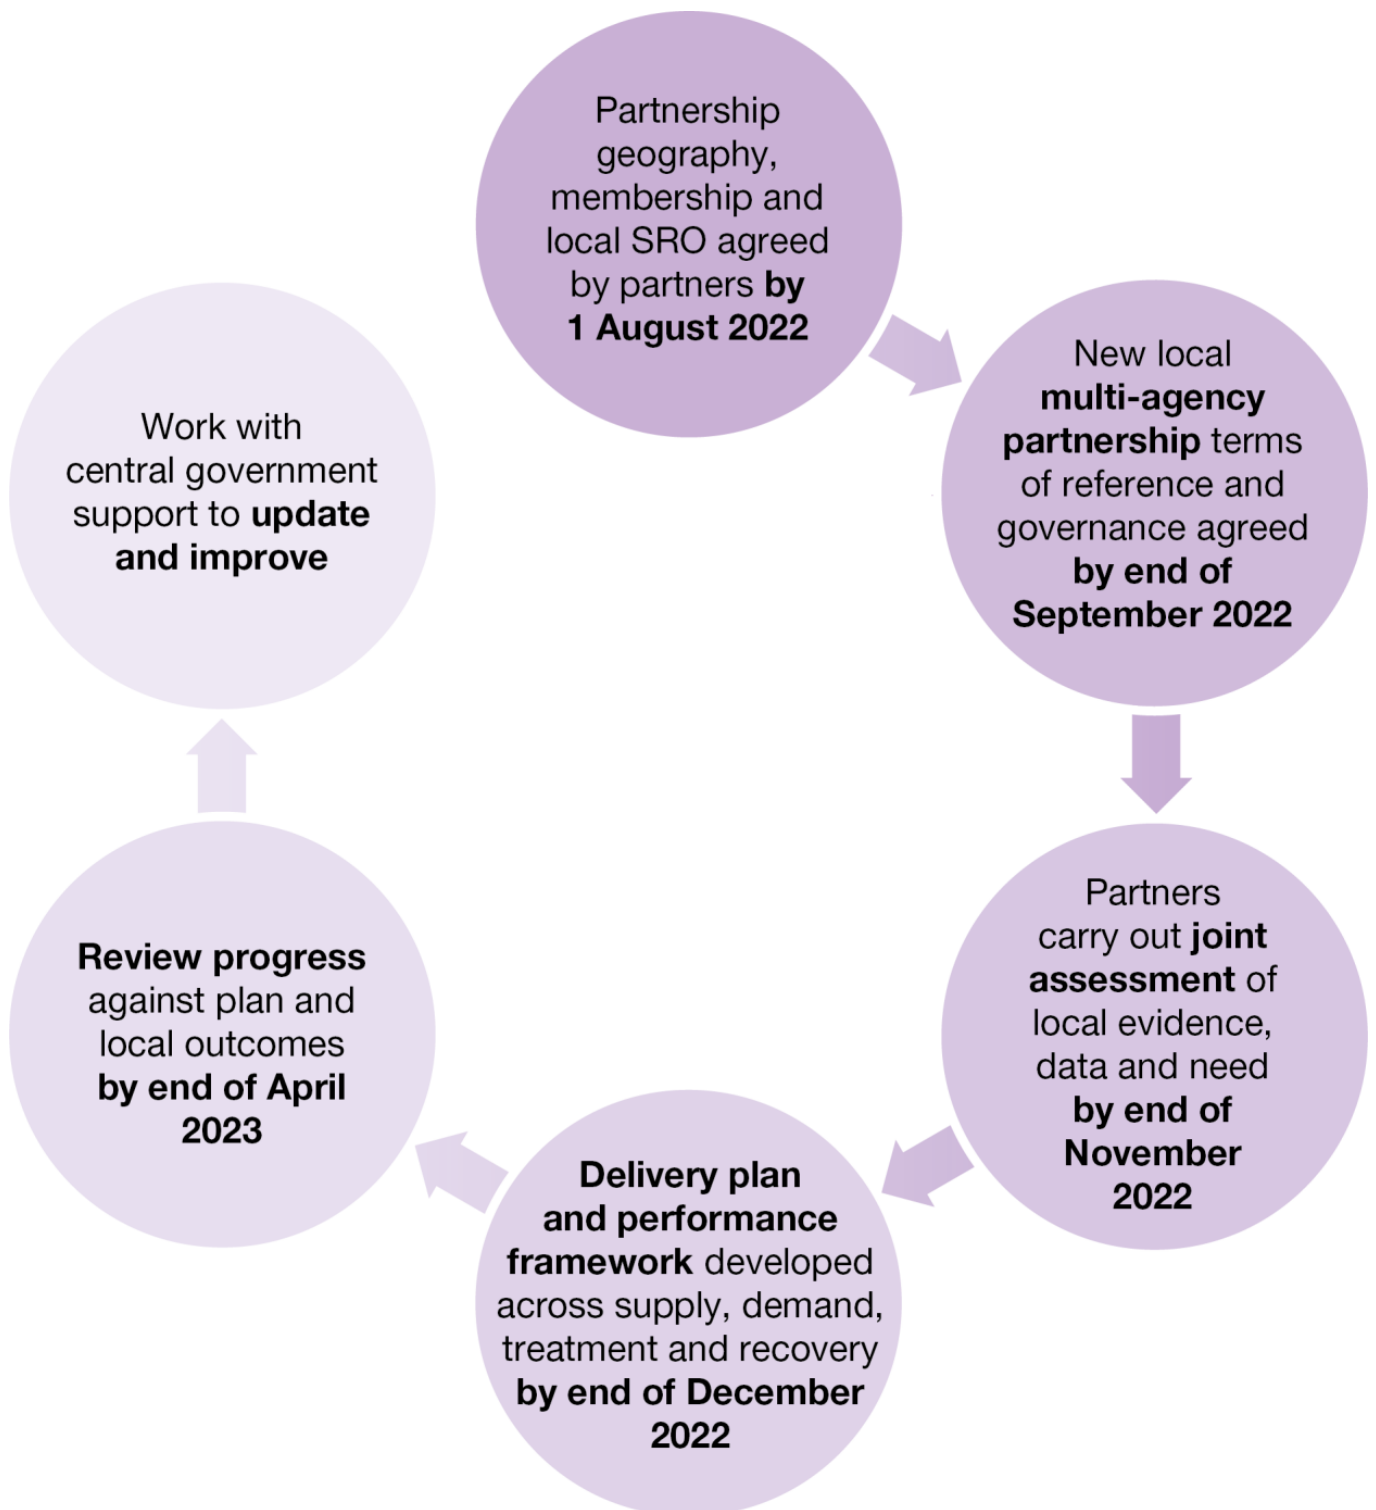 Partnership
geography,
membership and
local SRO agreed
by partners by
1 August 2022
New local
multi-agency
partnership terms
of reference and
governance agreed
by end of
September 2022
Partners
carry out joint
assessment of
local evidence,
data and need
by end of
November
2022
Delivery plan
and performance
framework developed
across supply, demand,
treatment and recovery
by end of December
2022
Review progress
against plan and
local outcomes
by end of April
2023
Work with
central government
support to update
and improve